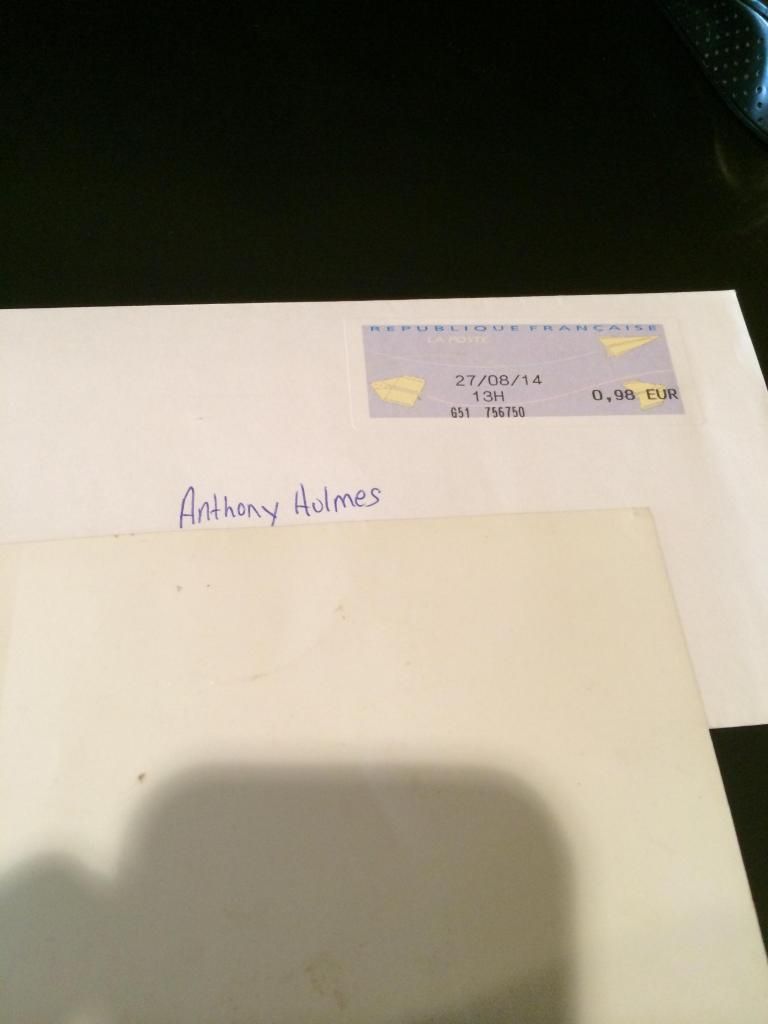 REPUBLIQUE FRANÇAISE
LA POSTE
27/08/14
13H
0,98 EUR
G51 756750
Anthony Holmes